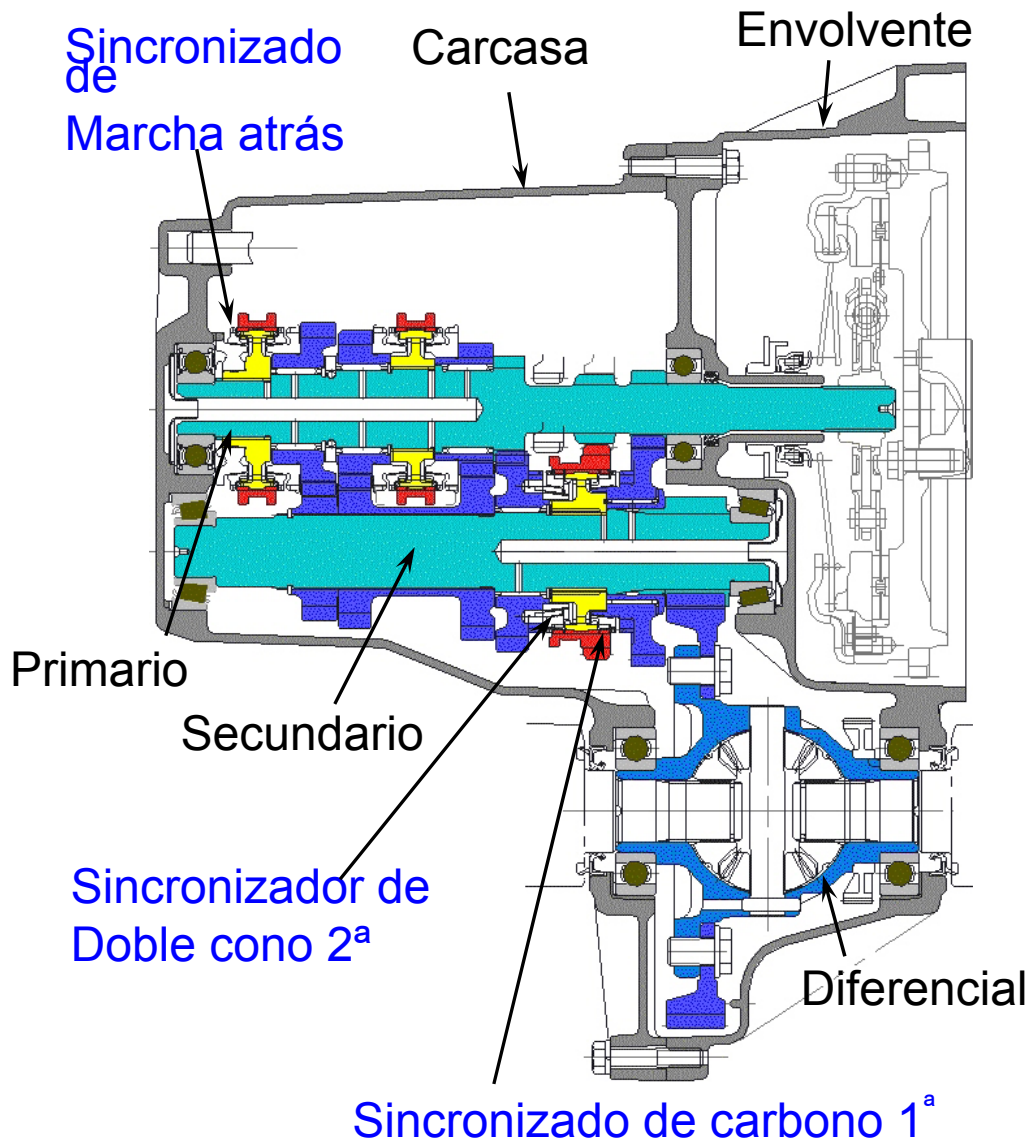 Sincronizado
de
Marcha atrás
Carcasa
Envolvente
Primario
Secundario
Sincronizador de
Doble cono 2ª
Diferencial
Sincronizado de carbono 1ª